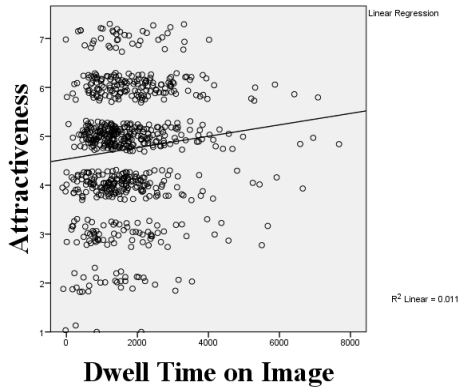 Linear Regression
7
6
5
4
3
2
1
Attractiveness
0 2000 4000 6000 8000
Dwell Time on Image
R² Linear = 0.011